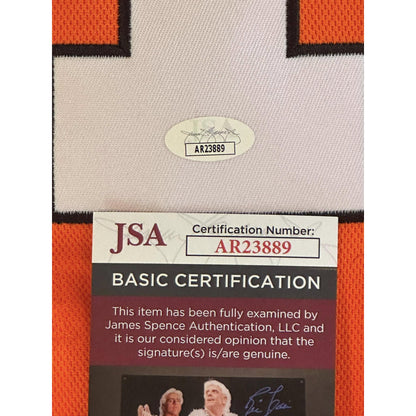 AR23889
JSA
Certification Number:
AR23889
BASIC CERTIFICATION
This item has been fully examined by
James Spence Authentication, LLC and
it is our considered opinion that the
signature(s) is/are genuine.